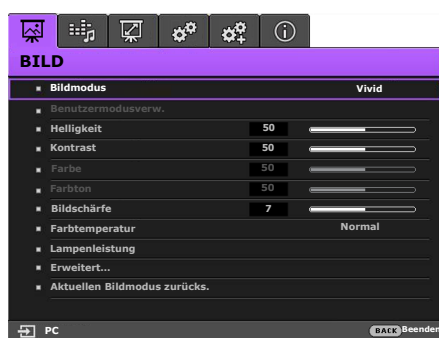 BILD
Bildmodus Vivid
Benutzermodusverw.
Helligkeit 50
Kontrast 50
Farbe 50
Farbton 50
Bildschärfe 7
Farbtemperatur Normal
Lampenleistung
Erweitert...
Aktuellen Bildmodus zurücks.
PC BACK Beenden